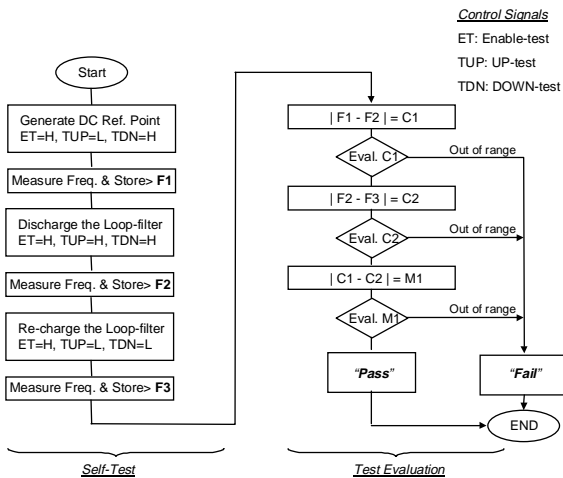 Control Signals
ET: Enable-test
TUP: UP-test
TDN: DOWN-test
Start
Generate DC Ref. Point
ET=H, TUP=L, TDN=H
Measure Freq. & Store> F1
Discharge the Loop-filter
ET=H, TUP=H, TDN=H
Measure Freq. & Store> F2
Re-charge the Loop-filter
ET=H, TUP=L, TDN=L
Measure Freq. & Store> F3
Self-Test
| F1 - F2 | = C1
Eval. C1
Out of range
| F2 - F3 | = C2
Eval. C2
Out of range
| C1 - C2 | = M1
Eval. M1
Out of range
“Pass”
“Fail”
END
Test Evaluation